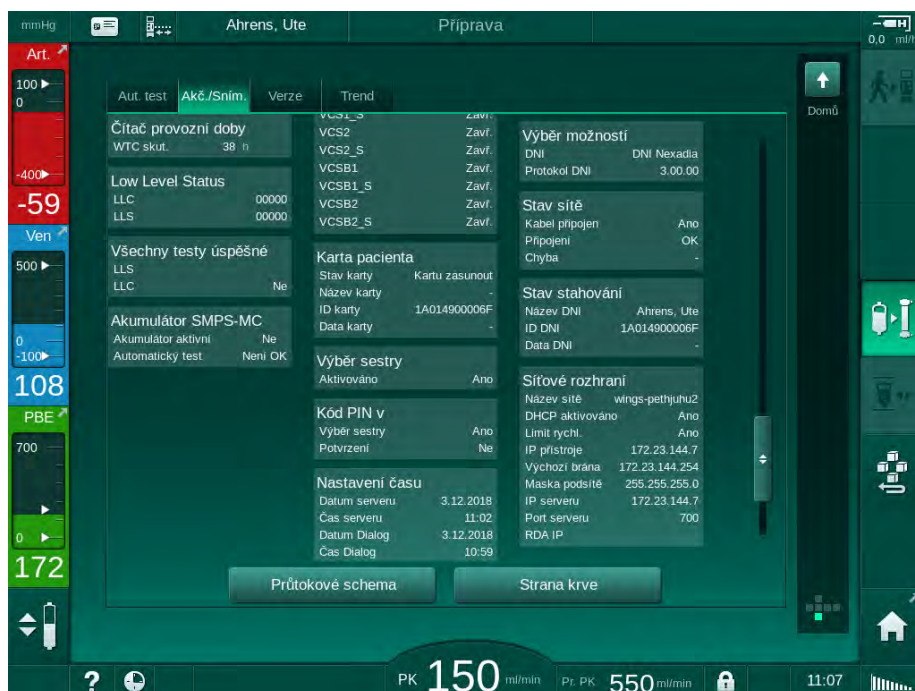 mmHg
Ahrens, Ute
Příprava
0,0 ml/h
Art.
100
0
-400
-59
Ven
500
0
-100
108
PBE
700
0
172
Aut. test
Akč./Sním.
Verze
Trend
Domů
Čítač provozní doby
WTC skut. 38 h
Low Level Status
LLC 00000
LLS 00000
Všechny testy úspěšné
LLS
LLC Ne
Akumulátor SMPS-MC
Akumulátor aktivní Ne
Automatický test Není OK
VCS1_S Zavř.
VCS2 Zavř.
VCS2_S Zavř.
VCSB1 Zavř.
VCSB1_S Zavř.
VCSB2 Zavř.
VCSB2_S Zavř.
Karta pacienta
Stav karty Kartu zasunout
Název karty -
ID karty 1A014900006F
Data karty -
Výběr sestry
Aktivováno Ano
Kód PIN v
Výběr sestry Ano
Potvrzení Ne
Nastavení času
Datum serveru 3.12.2018
Čas serveru 11:02
Datum Dialog 3.12.2018
Čas Dialog 10:59
Výběr možností
DNI DNI Nexadia
Protokol DNI 3.00.00
Stav sítě
Kabel připojen Ano
Připojení OK
Chyba -
Stav stahování
Název DNI Ahrens, Ute
ID DNI 1A014900006F
Data DNI -
Síťové rozhraní
Název sítě wings-pethjuhu2
DHCP aktivováno Ano
Limit rychl. Ano
IP přístroje 172.23.144.7
Výchozí brána 172.23.144.254
Maska podsítě 255.255.255.0
IP serveru 172.23.144.7
Port serveru 700
RDA IP
Průtokové schema
Strana krve
?
PK 150 ml/min
Pr. PK 550 ml/min
11:07